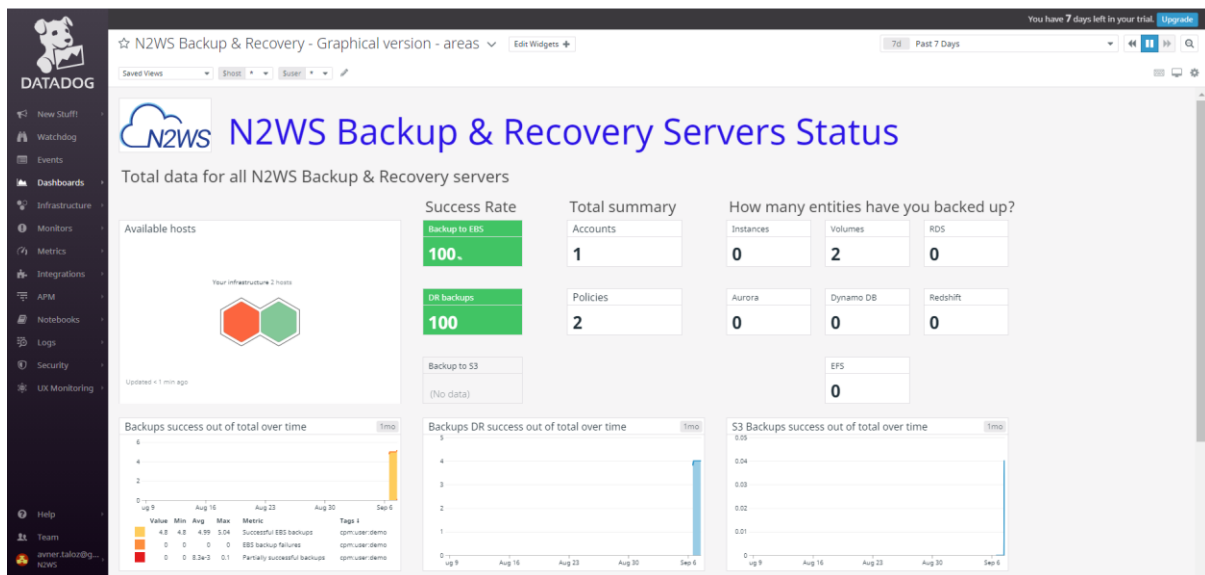 You have 7 days left in your trial. Upgrade
DATADOG
New Stuff!
Watchdog
Events
Dashboards
Infrastructure
Monitors
Metrics
Integrations
APM
Notebooks
Logs
Security
UX Monitoring
Help
Team
avner.taloz@g...
N2WS
N2WS Backup & Recovery - Graphical version - areas
Edit Widgets +
7d Past 7 Days
Saved Views
$host *
$user *
N2WS
N2WS Backup & Recovery Servers Status
Total data for all N2WS Backup & Recovery servers
Available hosts
Your infrastructure 2 hosts
Updated < 1 min ago
Success Rate
Backup to EBS
100%
DR backups
100
Backup to S3
(No data)
Total summary
Accounts
1
Policies
2
How many entities have you backed up?
Instances Volumes RDS
0 2 0
Aurora Dynamo DB Redshift
0 0 0
EFS
0
Backups success out of total over time 1mo
6
4
2
0
ug 9 Aug 16 Aug 23 Aug 30 Sep 6
Value Min Avg Max Metric Tags
4.8 4.8 4.99 5.04 Successful EBS backups cpm:user:demo
0 0 0 0 EBS backup failures cpm:user:demo
0 0 8.3e-3 0.1 Partially successful backups cpm:user:demo
Backups DR success out of total over time 1mo
5
4
3
2
1
0
ug 9 Aug 16 Aug 23 Aug 30 Sep 6
S3 Backups success out of total over time 1mo
0.05
0.04
0.03
0.02
0.01
0
ug 9 Aug 16 Aug 23 Aug 30 Sep 6